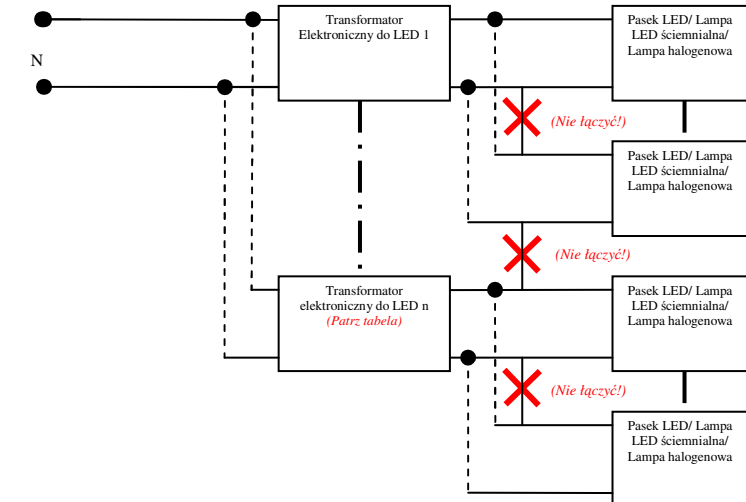 Transformator
Elektroniczny do LED 1
Pasek LED/ Lampa
LED ściemnialna/
Lampa halogenowa
N
(Nie łączyć!)
Pasek LED/ Lampa
LED ściemnialna/
Lampa halogenowa
(Nie łączyć!)
Transformator
elektroniczny do LED n
(Patrz tabela)
Pasek LED/ Lampa
LED ściemnialna/
Lampa halogenowa
(Nie łączyć!)
Pasek LED/ Lampa
LED ściemnialna/
Lampa halogenowa